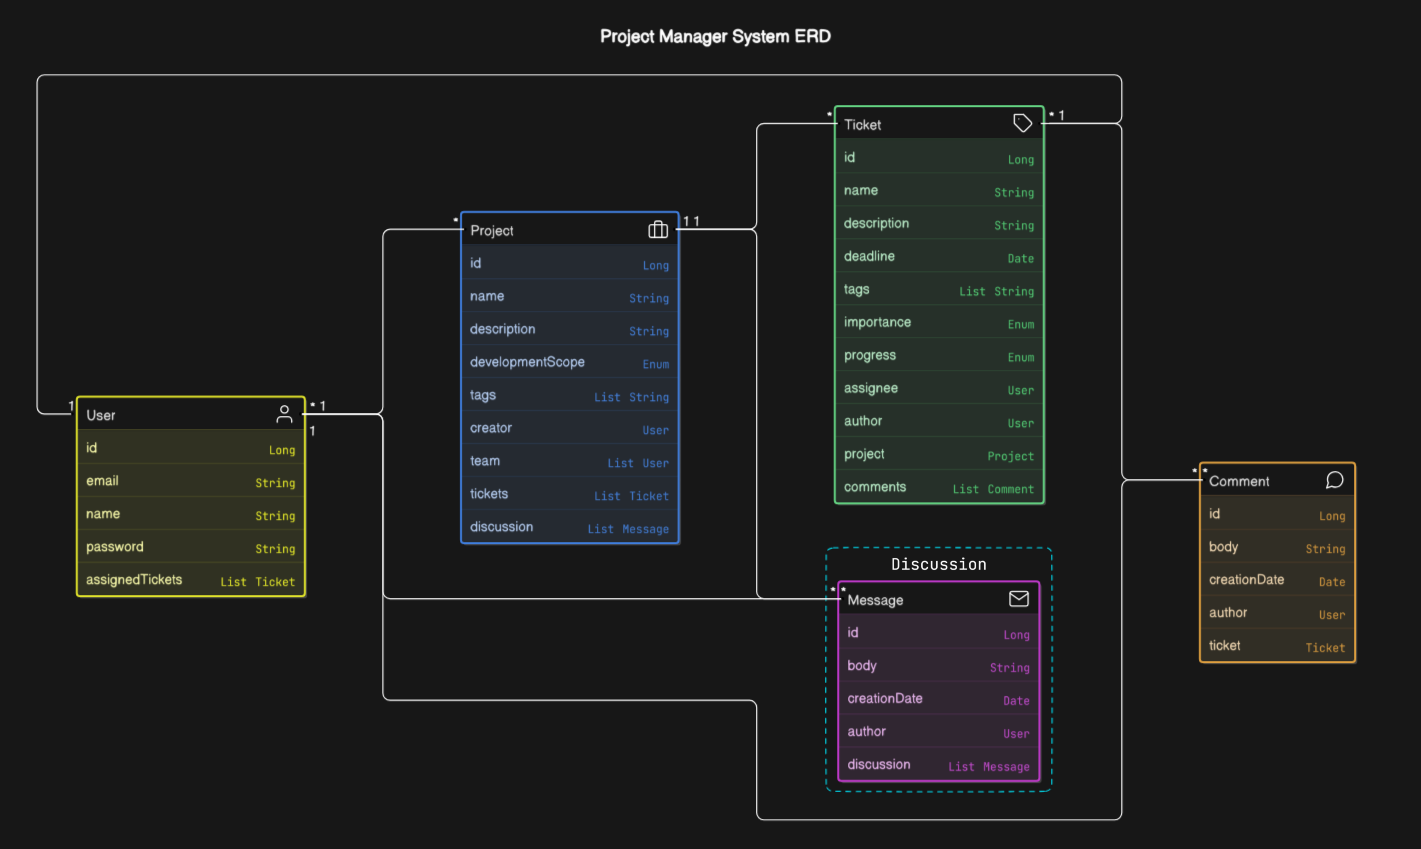 Project Manager System ERD
1
User
* 1
1
id Long
email String
name String
password String
assignedTickets List Ticket
*
Project
1 1
id Long
name String
description String
developmentScope Enum
tags List String
creator User
team List User
tickets List Ticket
discussion List Message
*
Ticket
* 1
id Long
name String
description String
deadline Date
tags List String
importance Enum
progress Enum
assignee User
author User
project Project
comments List Comment
Discussion
* *
Message
id Long
body String
creationDate Date
author User
discussion List Message
* *
Comment
id Long
body String
creationDate Date
author User
ticket Ticket